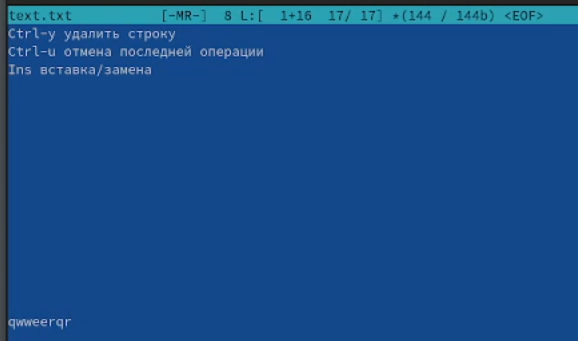 text.txt [-MR-] 8 L:[ 1+16 17/ 17] *(144 / 144b) <EOF>
Ctrl-y удалить строку
Ctrl-u отмена последней операции
Ins вставка/замена
qwweerqr